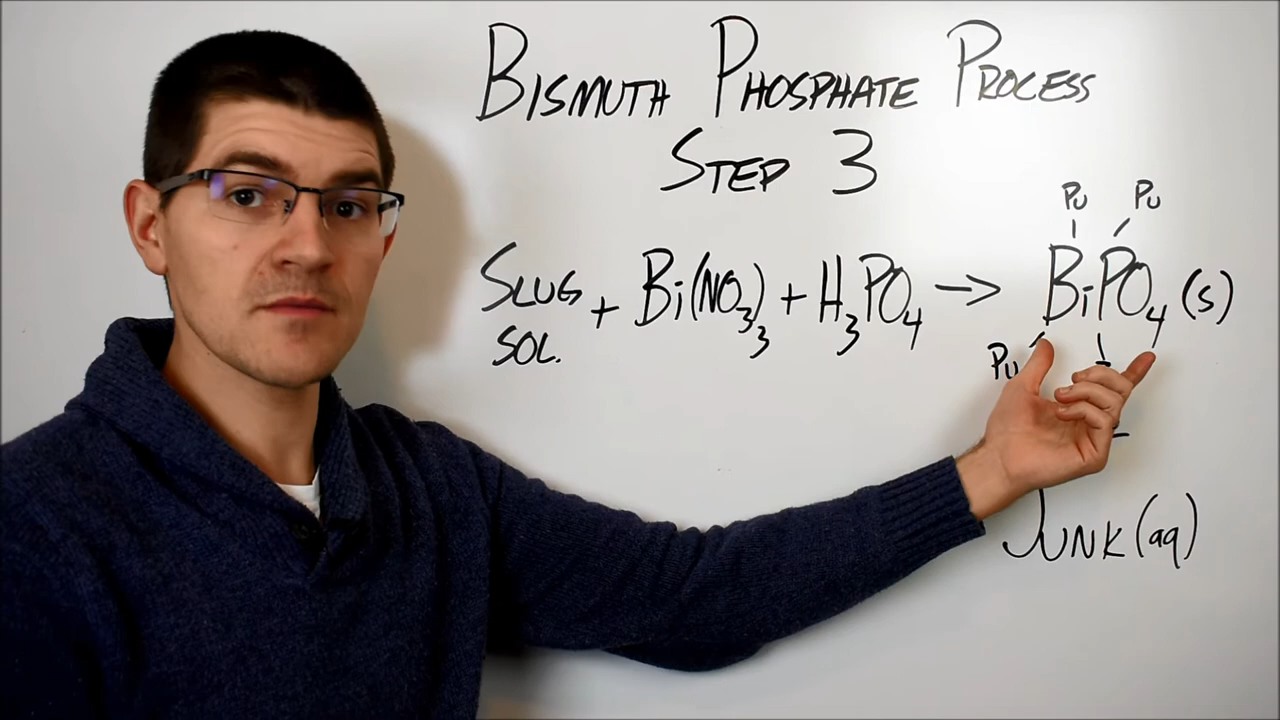 BISMUTH PHOSPHATE PROCESS
STEP 3
Pu Pu
SLUG SOL. + Bi(NO3)3 + H3PO4 → BiPO4 (s)
Pu
+
JUNK (aq)